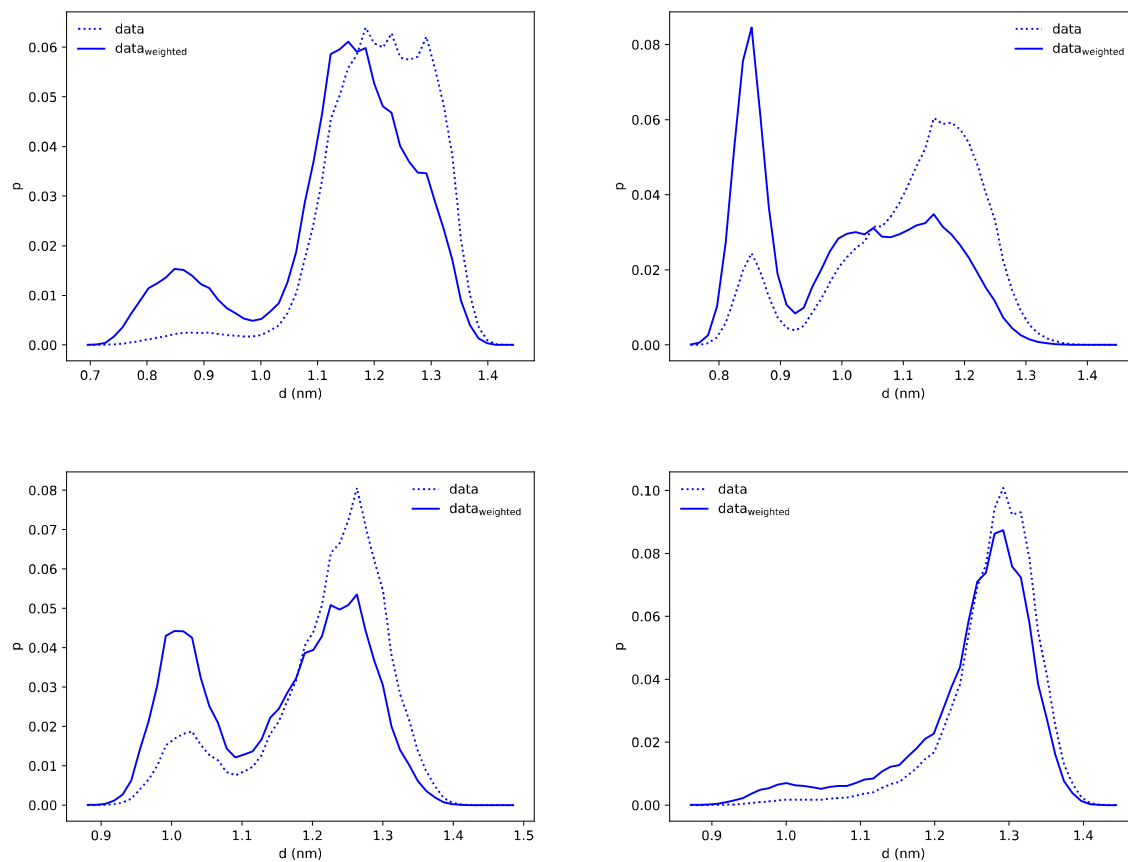 data
data_weighted
0.06
0.05
0.04
0.03
0.02
0.01
0.00
p
0.7 0.8 0.9 1.0 1.1 1.2 1.3 1.4
d (nm)
data
data_weighted
0.08
0.06
0.04
0.02
0.00
p
0.8 0.9 1.0 1.1 1.2 1.3 1.4
d (nm)
data
data_weighted
0.08
0.07
0.06
0.05
0.04
0.03
0.02
0.01
0.00
p
0.9 1.0 1.1 1.2 1.3 1.4 1.5
d (nm)
data
data_weighted
0.10
0.08
0.06
0.04
0.02
0.00
p
0.9 1.0 1.1 1.2 1.3 1.4
d (nm)